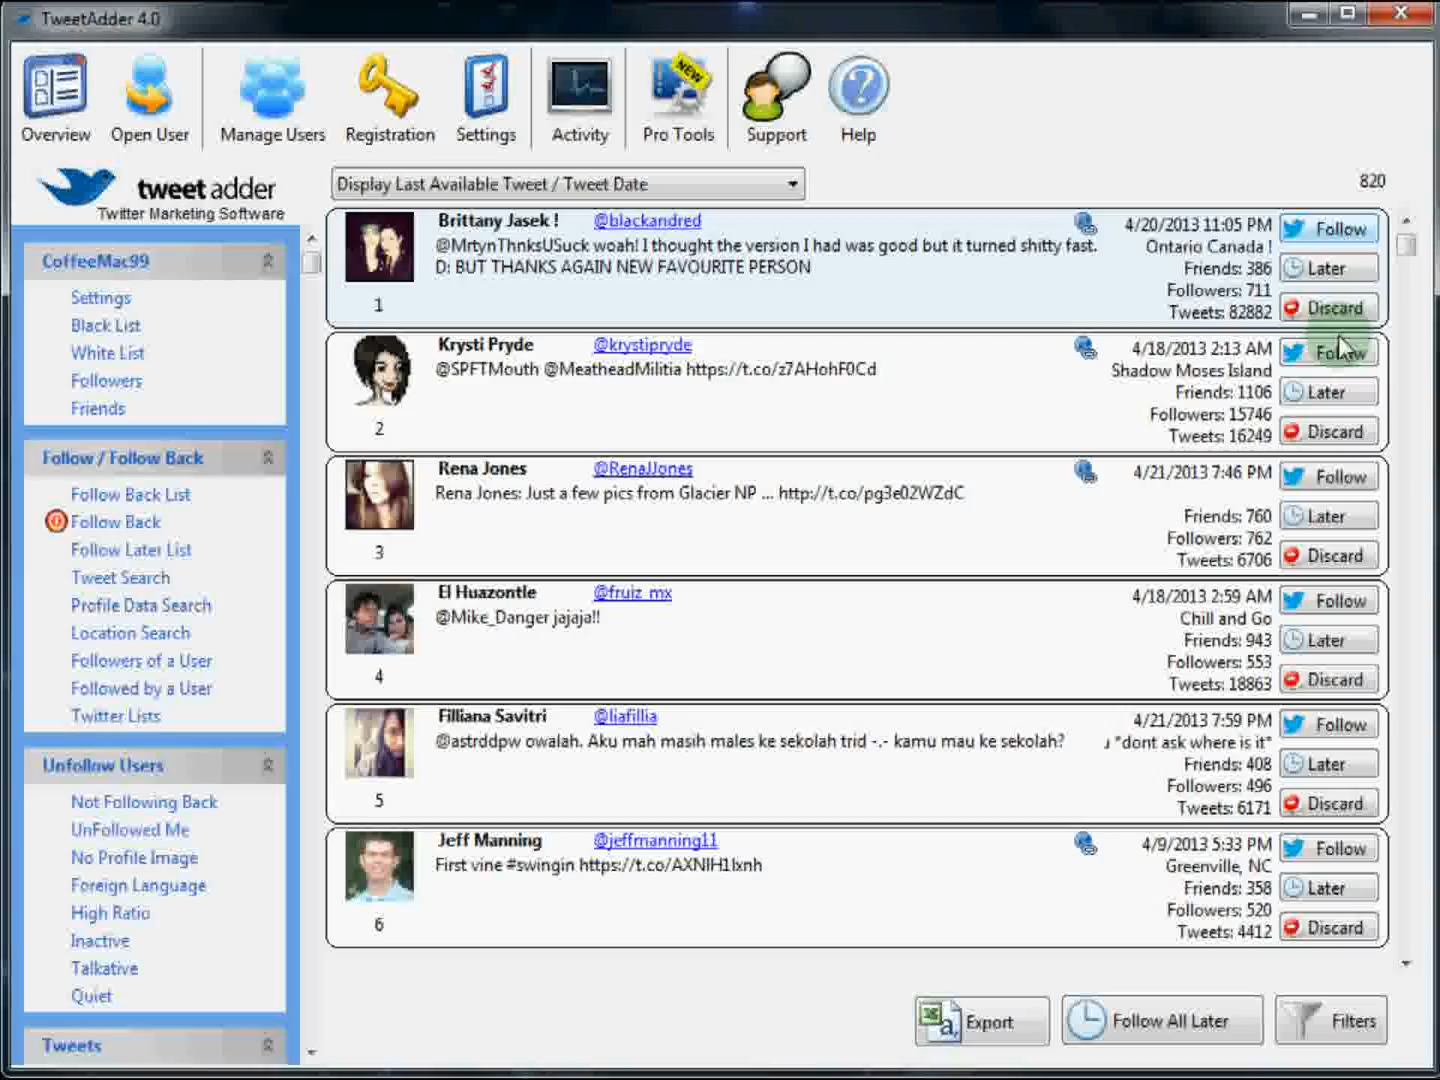 TweetAdder 4.0
Overview
Open User
Manage Users
Registration
Settings
Activity
NEW
Pro Tools
Support
Help
tweet adder
Twitter Marketing Software
Display Last Available Tweet / Tweet Date
820
CoffeeMac99
Settings
Black List
White List
Followers
Friends
Follow / Follow Back
Follow Back List
Follow Back
Follow Later List
Tweet Search
Profile Data Search
Location Search
Followers of a User
Followed by a User
Twitter Lists
Unfollow Users
Not Following Back
UnFollowed Me
No Profile Image
Foreign Language
High Ratio
Inactive
Talkative
Quiet
Tweets
Brittany Jasek ! @blackandred
@MrtynThnksUSuck woah! I thought the version I had was good but it turned shitty fast.
D: BUT THANKS AGAIN NEW FAVOURITE PERSON
1
4/20/2013 11:05 PM
Ontario Canada !
Friends: 386
Followers: 711
Tweets: 82882
Follow
Later
Discard
Krysti Pryde @krystipryde
@SPFTMouth @MeatheadMilitia https://t.co/z7AHohF0Cd
2
4/18/2013 2:13 AM
Shadow Moses Island
Friends: 1106
Followers: 15746
Tweets: 16249
Follow
Later
Discard
Rena Jones @RenaJJones
Rena Jones: Just a few pics from Glacier NP ... http://t.co/pg3e02WZdC
3
4/21/2013 7:46 PM
Friends: 760
Followers: 762
Tweets: 6706
Follow
Later
Discard
El Huazontle @fruiz_mx
@Mike_Danger jajaja!!
4
4/18/2013 2:59 AM
Chill and Go
Friends: 943
Followers: 553
Tweets: 18863
Follow
Later
Discard
Filliana Savitri @liafillia
@astrddpw owalah. Aku mah masih males ke sekolah trid -.- kamu mau ke sekolah?
5
4/21/2013 7:59 PM
"dont ask where is it"
Friends: 408
Followers: 496
Tweets: 6171
Follow
Later
Discard
Jeff Manning @jeffmanning11
First vine #swingin https://t.co/AXNIH1lxnh
6
4/9/2013 5:33 PM
Greenville, NC
Friends: 358
Followers: 520
Tweets: 4412
Follow
Later
Discard
Export
Follow All Later
Filters